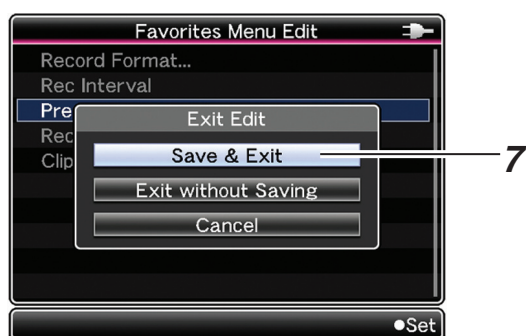 Favorites Menu Edit
Record Format...
Rec Interval
Pre
Exit Edit
Rec
Save & Exit
7
Clip
Exit without Saving
Cancel
●Set